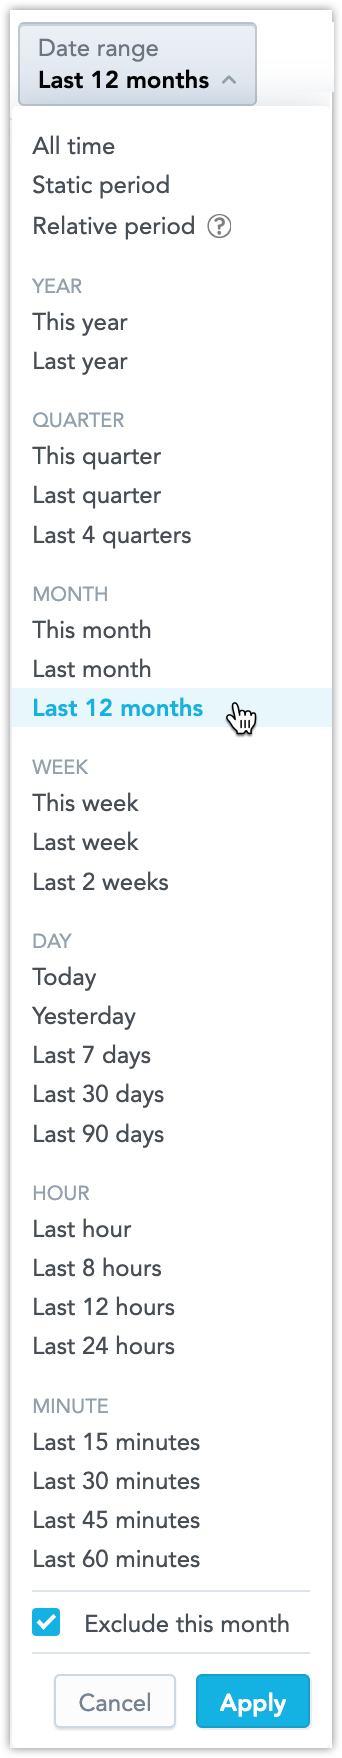 Date range
Last 12 months
All time
Static period
Relative period ?
YEAR
This year
Last year
QUARTER
This quarter
Last quarter
Last 4 quarters
MONTH
This month
Last month
Last 12 months
WEEK
This week
Last week
Last 2 weeks
DAY
Today
Yesterday
Last 7 days
Last 30 days
Last 90 days
HOUR
Last hour
Last 8 hours
Last 12 hours
Last 24 hours
MINUTE
Last 15 minutes
Last 30 minutes
Last 45 minutes
Last 60 minutes
Exclude this month
Cancel Apply